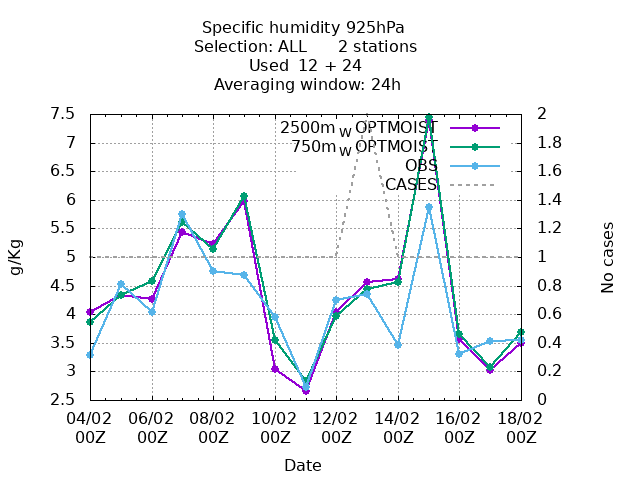 Specific humidity 925hPa
Selection: ALL 2 stations
Used 12 + 24
Averaging window: 24h
7.5
7
6.5
6
5.5
5
4.5
4
3.5
3
2.5
g/Kg
2500m W OPTMOIST
750m W OPTMOIST
OBS
CASES
2
1.8
1.6
1.4
1.2
1
0.8
0.6
0.4
0.2
0
No cases
04/02 06/02 08/02 10/02 12/02 14/02 16/02 18/02
00Z 00Z 00Z 00Z 00Z 00Z 00Z 00Z
Date